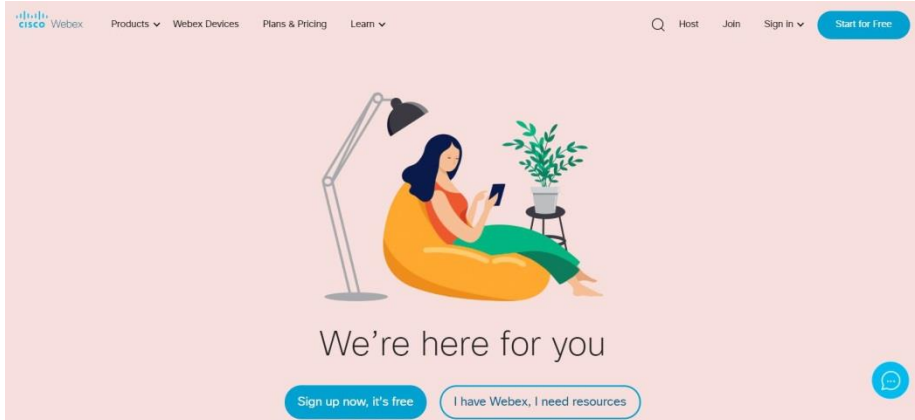 CISCO Webex Products Webex Devices Plans & Pricing Learn Host Join Sign in Start for Free
We're here for you
Sign up now, it's free I have Webex, I need resources